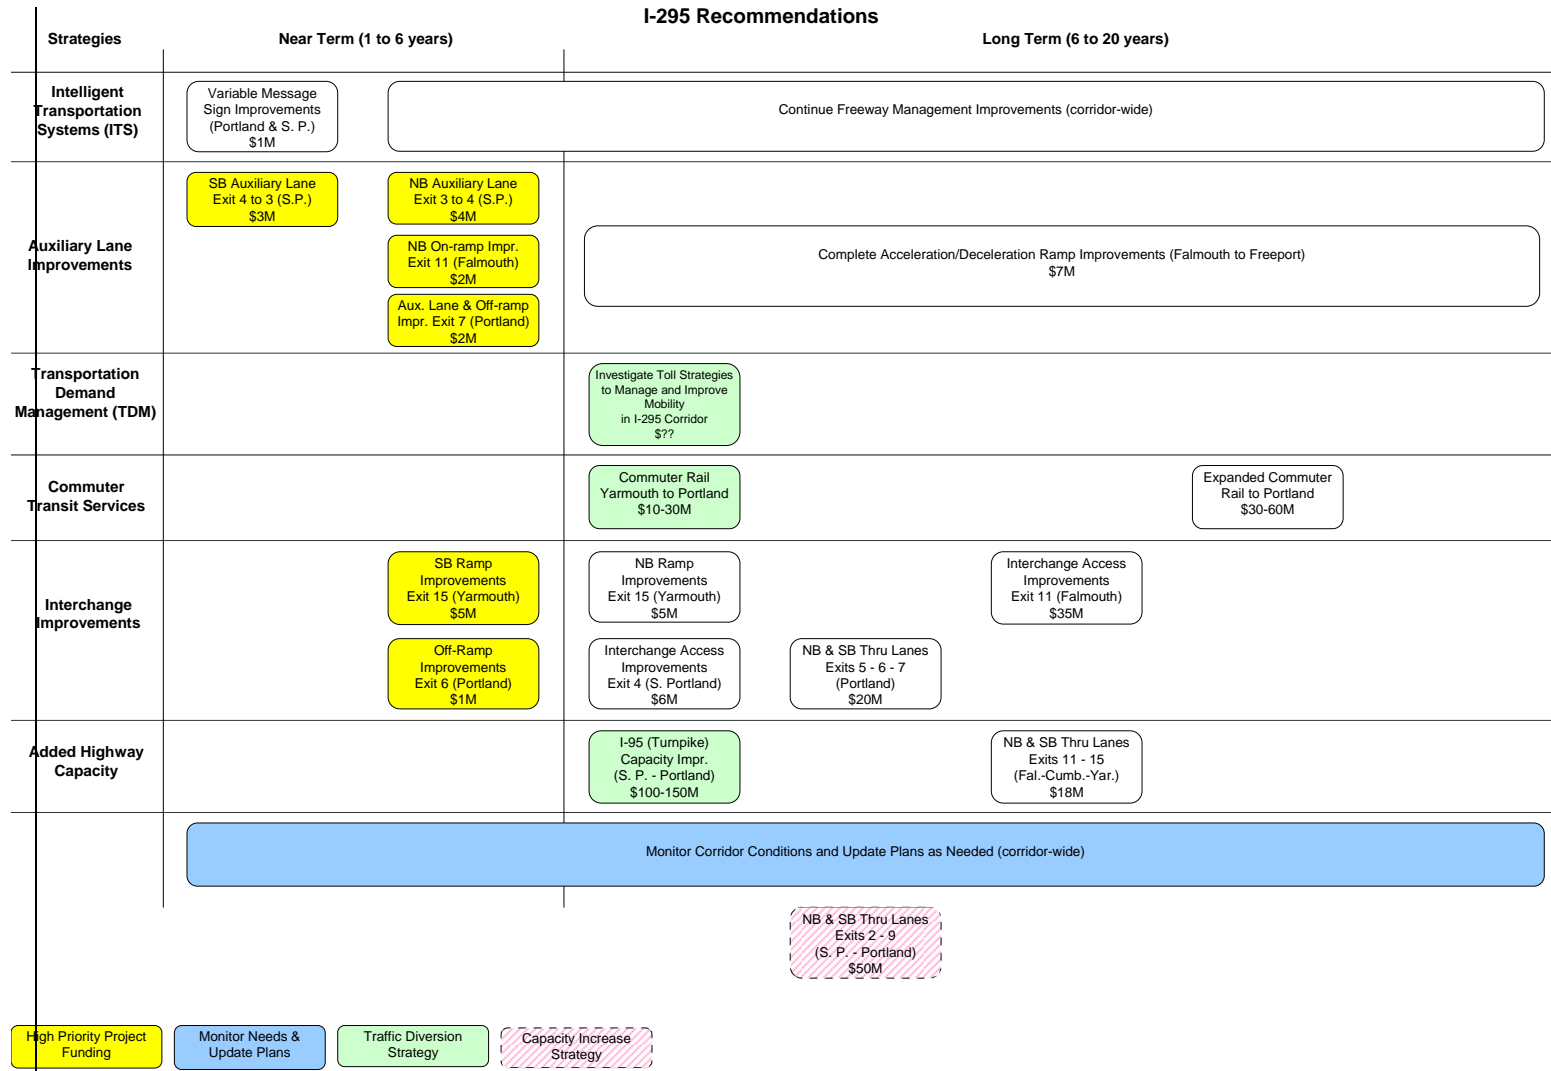 I-295 Recommendations
Strategies
Near Term (1 to 6 years)
Long Term (6 to 20 years)
Intelligent
Transportation
Systems (ITS)
Variable Message
Sign Improvements
(Portland & S. P.)
$1M
Continue Freeway Management Improvements (corridor-wide)
Auxiliary Lane
Improvements
SB Auxiliary Lane
Exit 4 to 3 (S.P.)
$3M
NB Auxiliary Lane
Exit 3 to 4 (S.P.)
$4M
NB On-ramp Impr.
Exit 11 (Falmouth)
$2M
Aux. Lane & Off-ramp
Impr. Exit 7 (Portland)
$2M
Complete Acceleration/Deceleration Ramp Improvements (Falmouth to Freeport)
$7M
Transportation
Demand
Management (TDM)
Investigate Toll Strategies
to Manage and Improve
Mobility
in I-295 Corridor
$??
Commuter
Transit Services
Commuter Rail
Yarmouth to Portland
$10-30M
Expanded Commuter
Rail to Portland
$30-60M
Interchange
Improvements
SB Ramp
Improvements
Exit 15 (Yarmouth)
$5M
NB Ramp
Improvements
Exit 15 (Yarmouth)
$5M
Interchange Access
Improvements
Exit 11 (Falmouth)
$35M
Off-Ramp
Improvements
Exit 6 (Portland)
$1M
Interchange Access
Improvements
Exit 4 (S. Portland)
$6M
NB & SB Thru Lanes
Exits 5 - 6 - 7
(Portland)
$20M
Added Highway
Capacity
I-95 (Turnpike)
Capacity Impr.
(S. P. - Portland)
$100-150M
NB & SB Thru Lanes
Exits 11 - 15
(Fal.-Cumb.-Yar.)
$18M
Monitor Corridor Conditions and Update Plans as Needed (corridor-wide)
NB & SB Thru Lanes
Exits 2 - 9
(S. P. - Portland)
$50M
High Priority Project
Funding
Monitor Needs &
Update Plans
Traffic Diversion
Strategy
Capacity Increase
Strategy